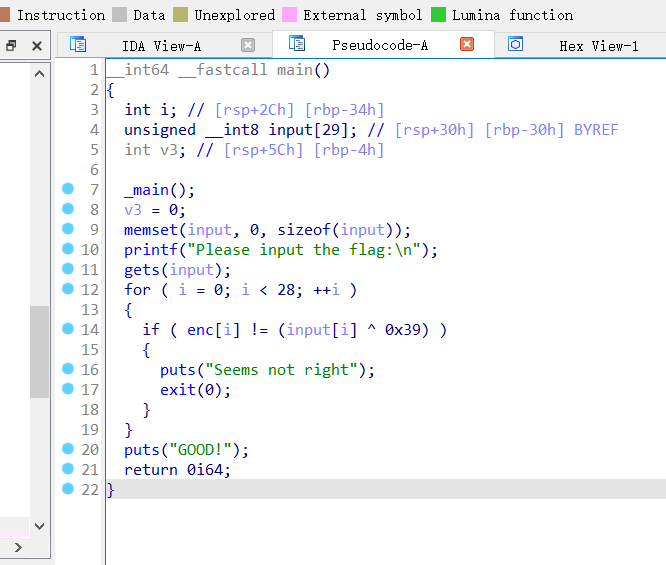 Instruction Data Unexplored External symbol Lumina function
IDA View-A Pseudocode-A Hex View-1
1 __int64 __fastcall main()
2 {
3 int i; // [rsp+2Ch] [rbp-34h]
4 unsigned __int8 input[29]; // [rsp+30h] [rbp-30h] BYREF
5 int v3; // [rsp+5Ch] [rbp-4h]
6
7 _main();
8 v3 = 0;
9 memset(input, 0, sizeof(input));
10 printf("Please input the flag:\n");
11 gets(input);
12 for ( i = 0; i < 28; ++i )
13 {
14 if ( enc[i] != (input[i] ^ 0x39) )
15 {
16 puts("Seems not right");
17 exit(0);
18 }
19 }
20 puts("GOOD!");
21 return 0i64;
22 }